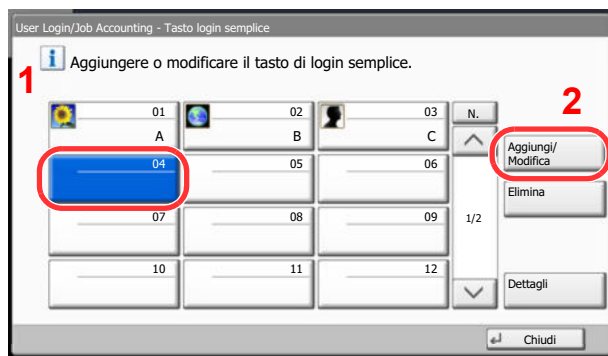 User Login/Job Accounting - Tasto login semplice
1
i Aggiungere o modificare il tasto di login semplice.
2
01 02 03 N.
A B C
Aggiungi/
Modifica
04 05 06
Elimina
07 08 09 1/2
10 11 12
Dettagli
Chiudi